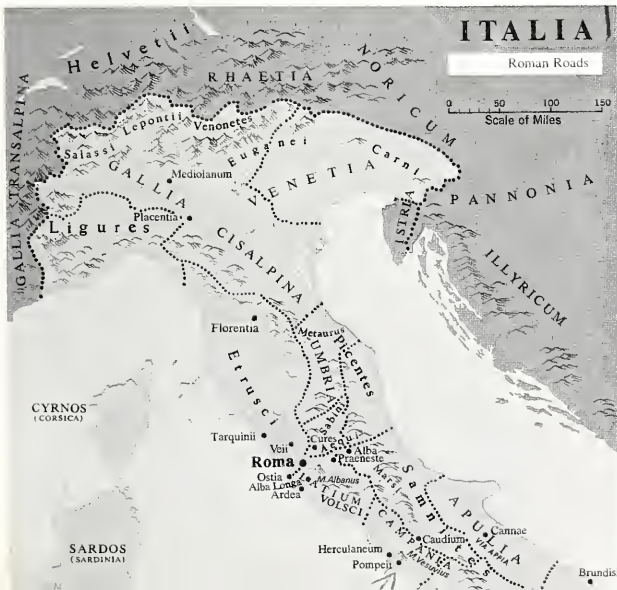 ITALIA
Roman Roads
0 50 100 150
Scale of Miles
Helvetii
RHAETIA
NORICUM
GALLIA TRANSALPINA
Salassi
Lepontii
Venonetes
Euganei
Carni
GALLIA
CISALPINA
Mediolanum
VENETIA
PANNONIA
ISTRIA
Placentia
Ligures
ILLYRICUM
Florentia
Metaurus
UMBRIA
Picentes
Etrusci
CYRNOS
(CORSICA)
Sabini
Tarquinii
Veii
Cures
Aequi
Alba
Roma
Praeneste
Ostia
M.Albanus
Alba Longa
Ardea
LATIUM
VOLSCI
Marsi
Samnites
APULIA
CAMPANEA
Cannae
VIA APPIA
Caudium
Herculaneum
M.Vesuvius
Pompeii
SARDOS
(SARDINIA)
Brundis